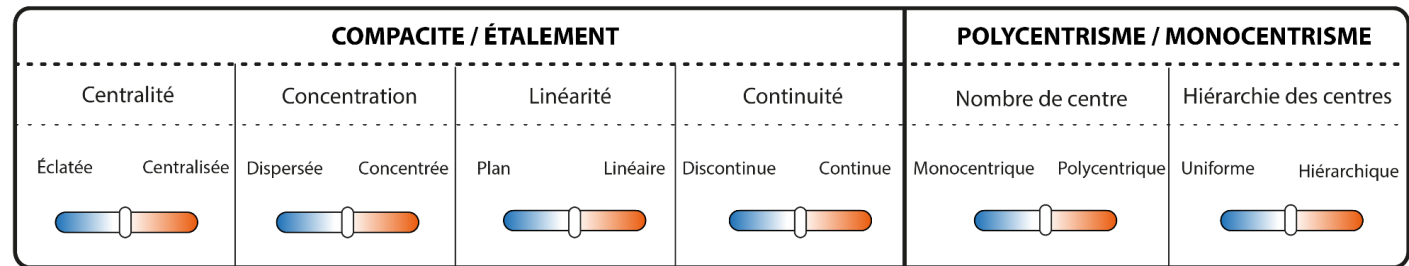 COMPACITE / ÉTALEMENT
POLYCENTRISME / MONOCENTRISME
Centralité
Concentration
Linéarité
Continuité
Nombre de centre
Hiérarchie des centres
Éclatée
Centralisée
Dispersée
Concentrée
Plan
Linéaire
Discontinue
Continue
Monocentrique
Polycentrique
Uniforme
Hiérarchique